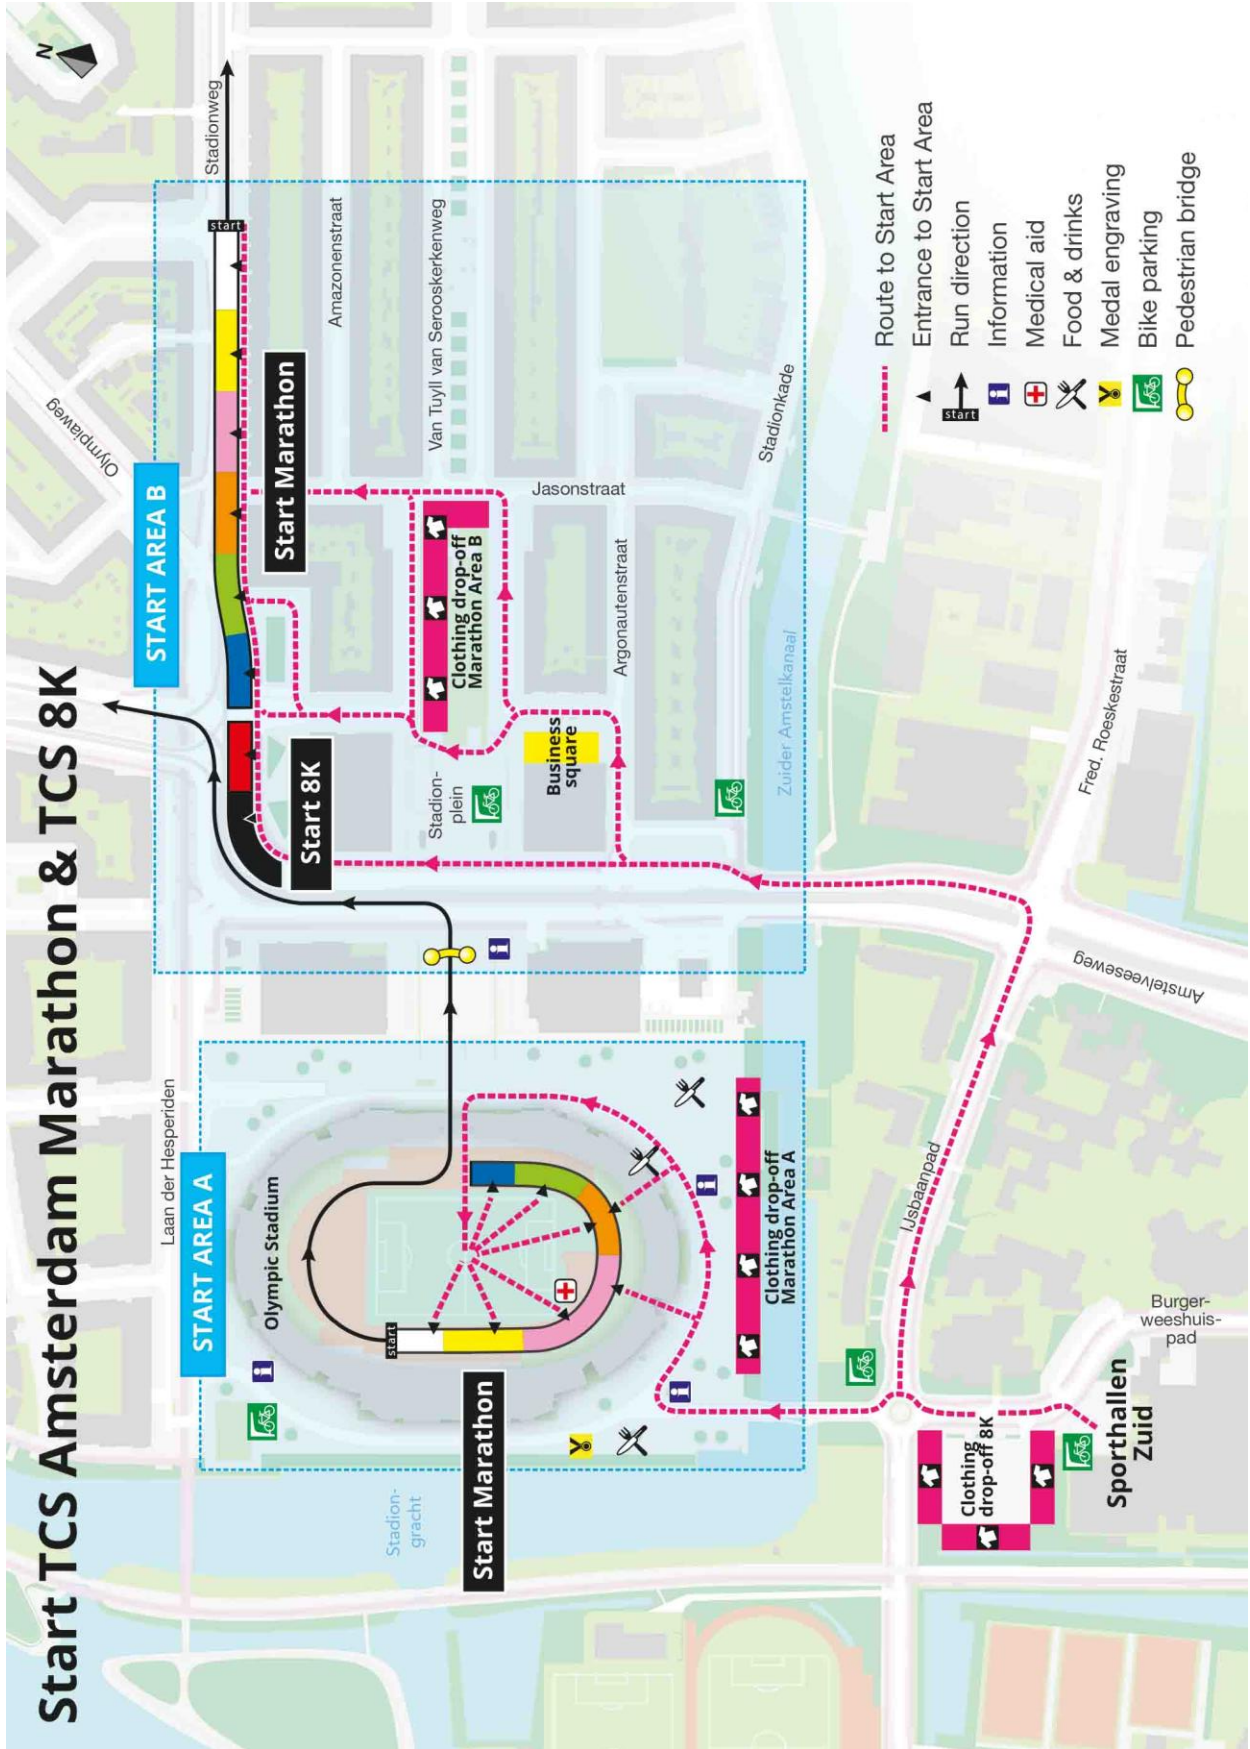 Start TCS Amsterdam Marathon & TCS 8K
N
START AREA A
START AREA B
Laan der Hesperiden
Olympiaweg
Stadionweg
start
Olympic Stadium
start
Start Marathon
Start 8K
Start Marathon
Amazonenstraat
Van Tuyll van Serooskerkenweg
Stadion-
plein
Clothing drop-off
Marathon Area B
Jasonstraat
Business
square
Argonautenstraat
Stadionkade
Zuider Amstelkanaal
Stadion-
gracht
Clothing drop-off
Marathon Area A
IJsbaanpad
Fred. Roeskestraat
Amstelveenseweg
Clothing
drop-off 8K
Sporthallen
Zuid
Burger-
weeshuis-
pad
Route to Start Area
Entrance to Start Area
start
Run direction
i
Information
Medical aid
Food & drinks
Medal engraving
Bike parking
Pedestrian bridge